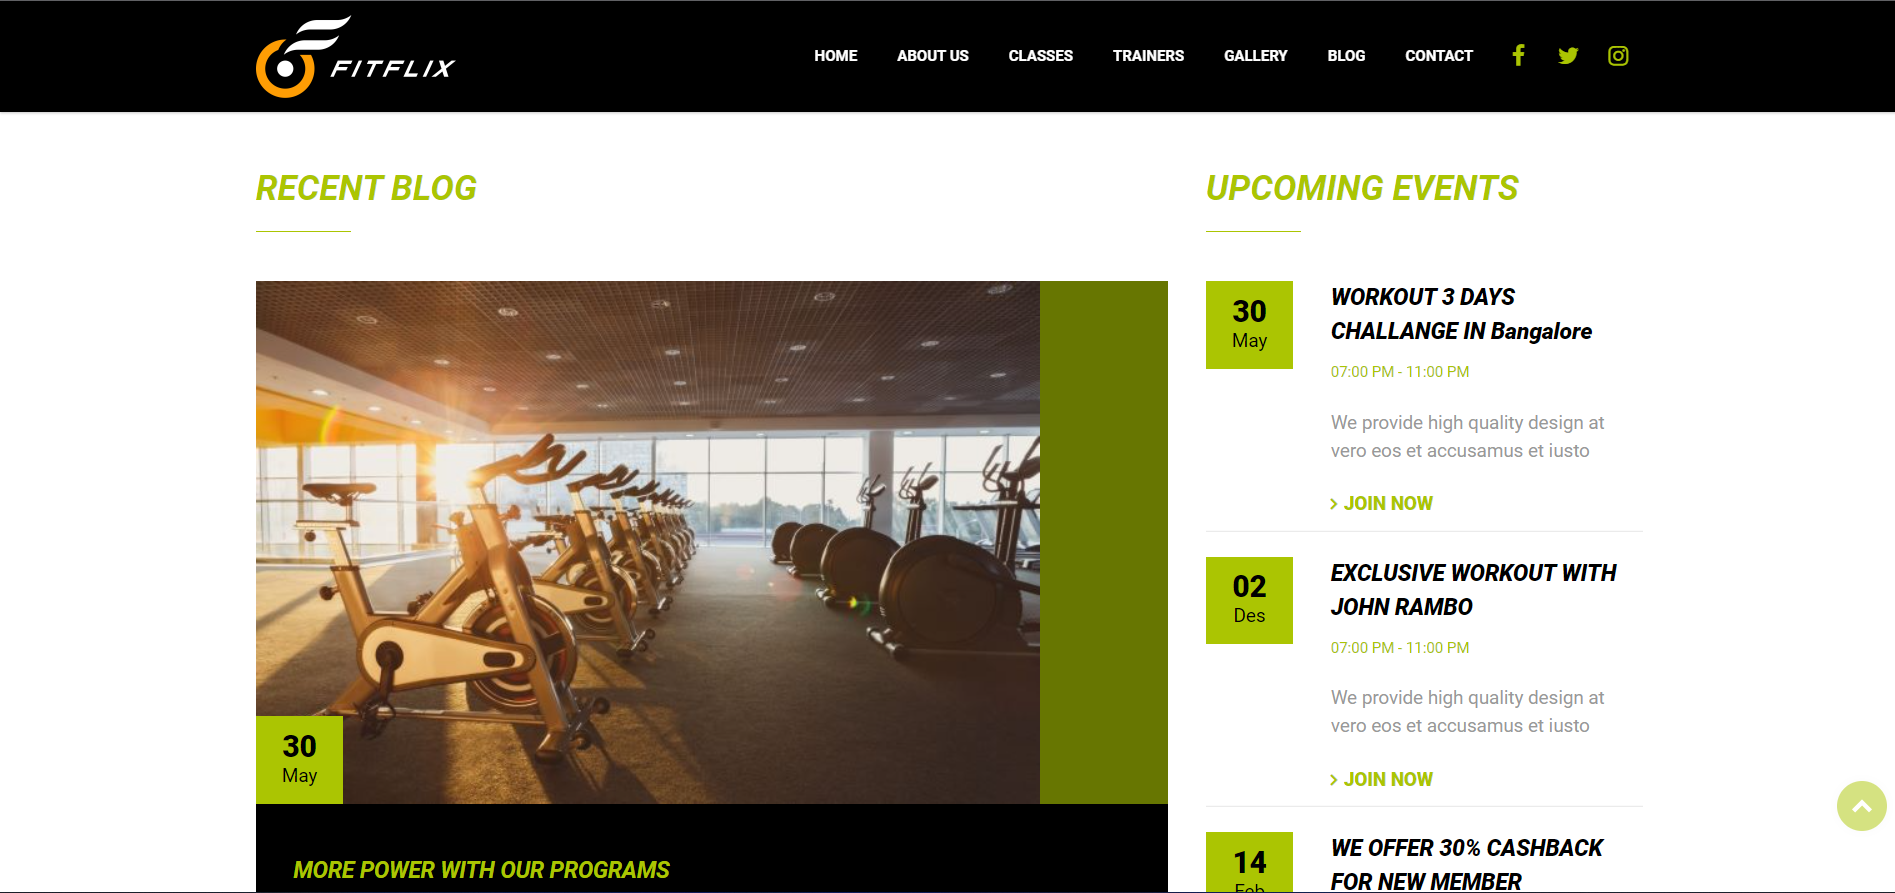 FITFLIX
HOME ABOUT US CLASSES TRAINERS GALLERY BLOG CONTACT
RECENT BLOG
30
May
MORE POWER WITH OUR PROGRAMS
UPCOMING EVENTS
30
May
WORKOUT 3 DAYS
CHALLANGE IN Bangalore
07:00 PM - 11:00 PM
We provide high quality design at
vero eos et accusamus et iusto
JOIN NOW
02
Des
EXCLUSIVE WORKOUT WITH
JOHN RAMBO
07:00 PM - 11:00 PM
We provide high quality design at
vero eos et accusamus et iusto
JOIN NOW
14
Feb
WE OFFER 30% CASHBACK
FOR NEW MEMBER